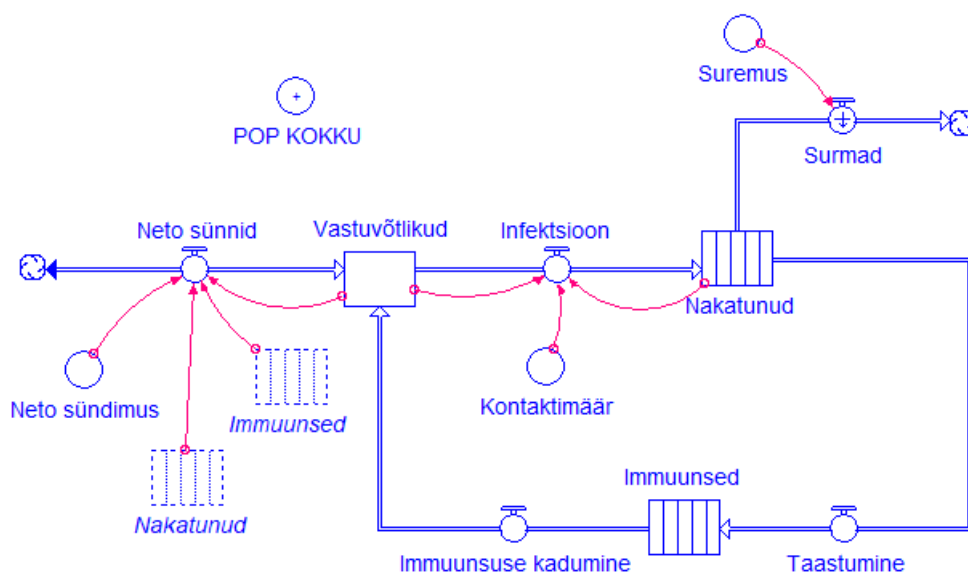 Suremus
POP KOKKU
Surmad
Neto sünnid
Vastuvõtlikud
Infektsioon
Nakatunud
Neto sündimus
Immuunsed
Kontaktimäär
Nakatunud
Immuunsed
Immuunsuse kadumine
Taastumine